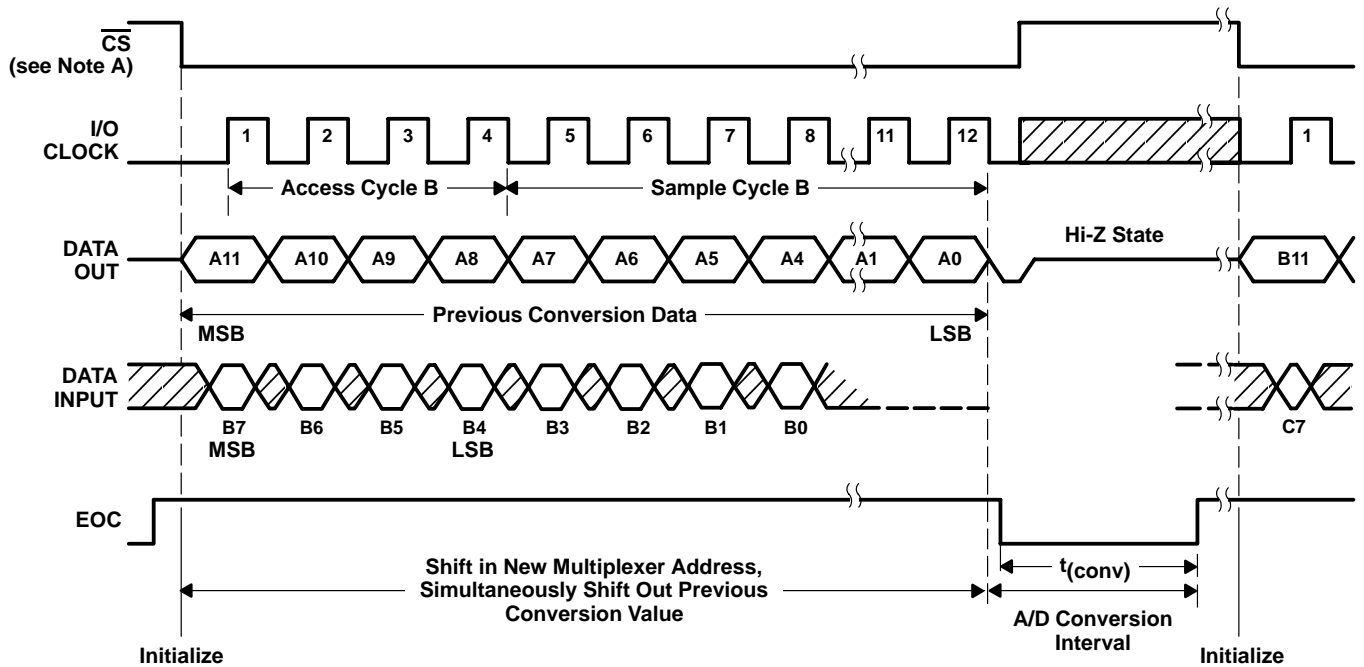 CS
(see Note A)
I/O
CLOCK
1 2 3 4 5 6 7 8 11 12 1
Access Cycle B
Sample Cycle B
DATA
OUT
A11 A10 A9 A8 A7 A6 A5 A4 A1 A0
Hi-Z State
B11
Previous Conversion Data
MSB
LSB
DATA
INPUT
B7 B6 B5 B4 B3 B2 B1 B0 C7
MSB
LSB
EOC
Shift in New Multiplexer Address,
Simultaneously Shift Out Previous
Conversion Value
t(conv)
A/D Conversion
Interval
Initialize
Initialize